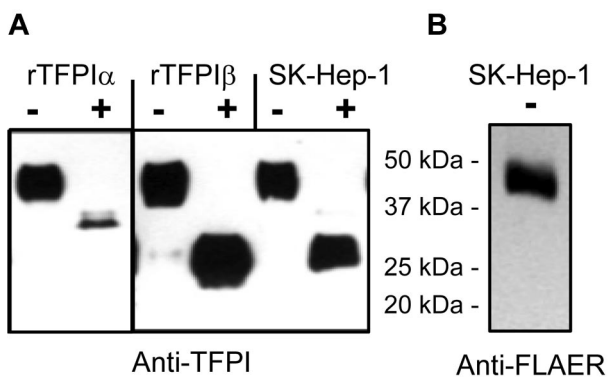 A
B
rTFPIα rTFPIβ SK-Hep-1
SK-Hep-1
- + - + - +
-
50 kDa -
37 kDa -
25 kDa -
20 kDa -
Anti-TFPI
Anti-FLAER